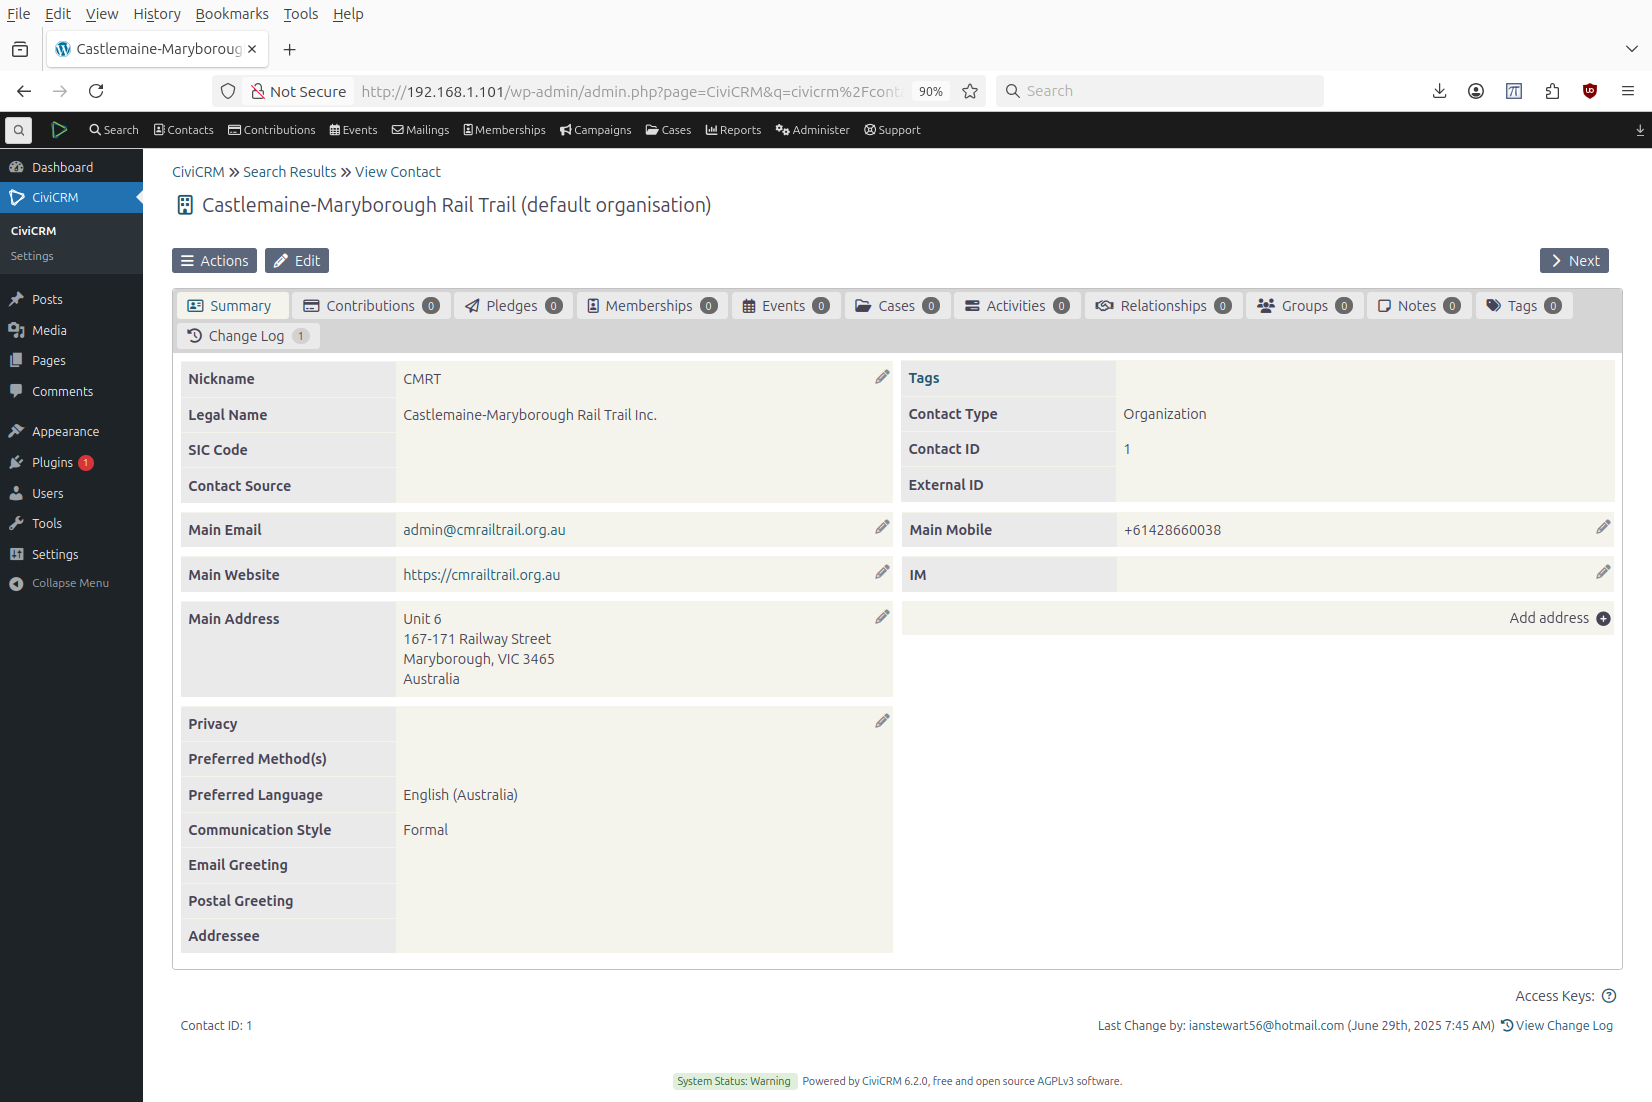 File Edit View History Bookmarks Tools Help
Castlemaine-Maryboroug
Not Secure http://192.168.1.101/wp-admin/admin.php?page=CiviCRM&q=civicrm%2Fcont 90% Search
Search Contacts Contributions Events Mailings Memberships Campaigns Cases Reports Administer Support
Dashboard
CiviCRM
CiviCRM
Settings
Posts
Media
Pages
Comments
Appearance
Plugins 1
Users
Tools
Settings
Collapse Menu
CiviCRM » Search Results » View Contact
Castlemaine-Maryborough Rail Trail (default organisation)
Actions Edit Next
Summary Contributions 0 Pledges 0 Memberships 0 Events 0 Cases 0 Activities 0 Relationships 0 Groups 0 Notes 0 Tags 0
Change Log 1
Nickname CMRT
Legal Name Castlemaine-Maryborough Rail Trail Inc.
SIC Code
Contact Source
Tags
Contact Type Organization
Contact ID 1
External ID
Main Email admin@cmrailtrail.org.au
Main Mobile +61428660038
Main Website https://cmrailtrail.org.au
IM
Main Address Unit 6
167-171 Railway Street
Maryborough, VIC 3465
Australia
Add address
Privacy
Preferred Method(s)
Preferred Language English (Australia)
Communication Style Formal
Email Greeting
Postal Greeting
Addressee
Access Keys:
Contact ID: 1
Last Change by: ianstewart56@hotmail.com (June 29th, 2025 7:45 AM) View Change Log
System Status: Warning Powered by CiviCRM 6.2.0, free and open source AGPLv3 software.